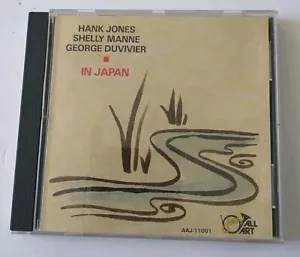 HANK JONES
SHELLY MANNE
GEORGE DUVIVIER
IN JAPAN
AAJ-11001
ALL
ART